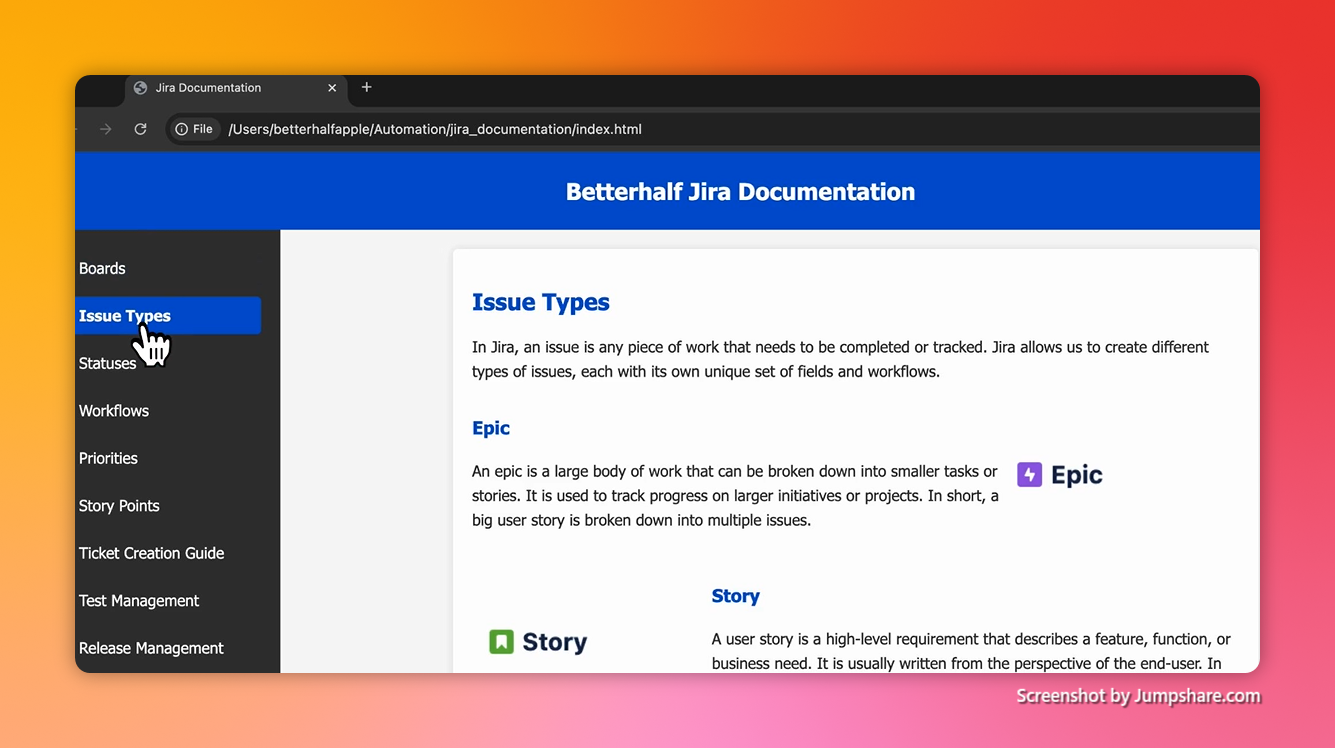 Jira Documentation
File /Users/betterhalfapple/Automation/jira_documentation/index.html
Betterhalf Jira Documentation
Boards
Issue Types
Statuses
Workflows
Priorities
Story Points
Ticket Creation Guide
Test Management
Release Management
Issue Types
In Jira, an issue is any piece of work that needs to be completed or tracked. Jira allows us to create different
types of issues, each with its own unique set of fields and workflows.
Epic
An epic is a large body of work that can be broken down into smaller tasks or
stories. It is used to track progress on larger initiatives or projects. In short, a
big user story is broken down into multiple issues.
Epic
Story
Story
A user story is a high-level requirement that describes a feature, function, or
business need. It is usually written from the perspective of the end-user. In
Screenshot by Jumpshare.com